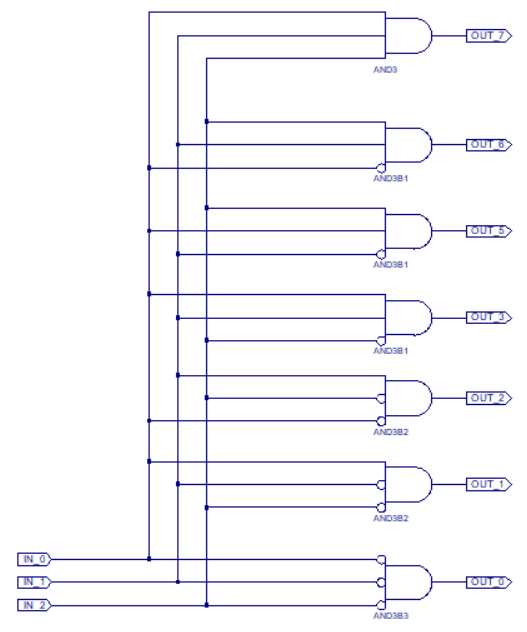 OUT_7
AND3
OUT_6
AND3B1
OUT_5
AND3B1
OUT_3
AND3B1
OUT_2
AND3B2
OUT_1
AND3B2
IN_0
IN_1
OUT_0
IN_2
AND3B3